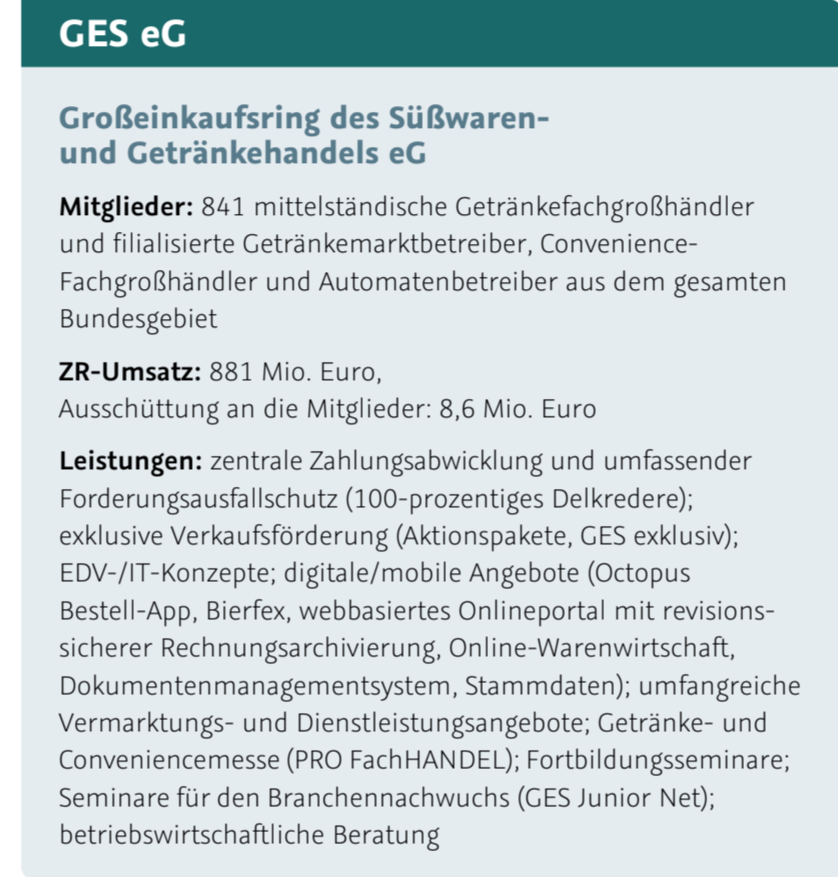 GES eG
Großeinkaufsring des Süßwaren-
und Getränkehandels eG
Mitglieder: 841 mittelständische Getränkefachgroßhändler
und filialisierte Getränkemarktbetreiber, Convenience-
Fachgroßhändler und Automatenbetreiber aus dem gesamten
Bundesgebiet
ZR-Umsatz: 881 Mio. Euro,
Ausschüttung an die Mitglieder: 8,6 Mio. Euro
Leistungen: zentrale Zahlungsabwicklung und umfassender
Forderungsausfallschutz (100-prozentiges Delkredere);
exklusive Verkaufsförderung (Aktionspakete, GES exklusiv);
EDV-/IT-Konzepte; digitale/mobile Angebote (Octopus
Bestell-App, Bierfex, webbasiertes Onlineportal mit revisions-
sicherer Rechnungsarchivierung, Online-Warenwirtschaft,
Dokumentenmanagementsystem, Stammdaten); umfangreiche
Vermarktungs- und Dienstleistungsangebote; Getränke- und
Conveniencemesse (PRO FachHANDEL); Fortbildungsseminare;
Seminare für den Branchennachwuchs (GES Junior Net);
betriebswirtschaftliche Beratung